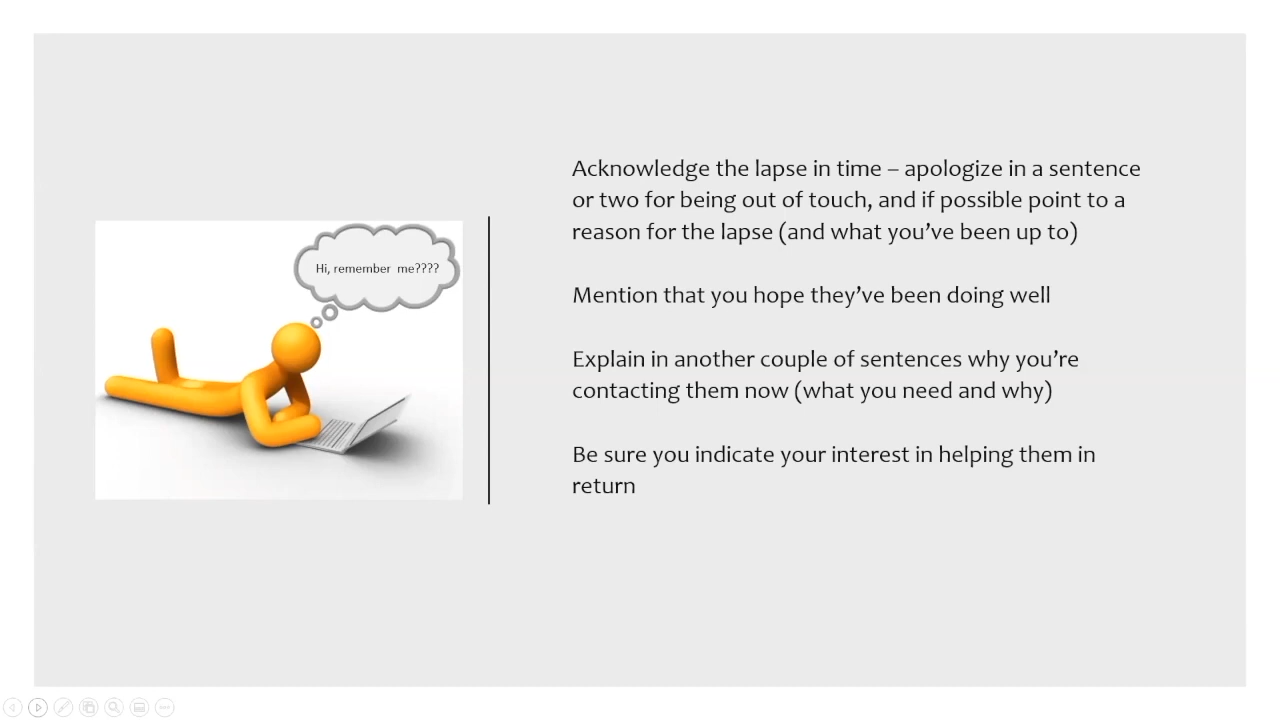 Hi, remember me????
Acknowledge the lapse in time – apologize in a sentence
or two for being out of touch, and if possible point to a
reason for the lapse (and what you’ve been up to)
Mention that you hope they’ve been doing well
Explain in another couple of sentences why you’re
contacting them now (what you need and why)
Be sure you indicate your interest in helping them in
return